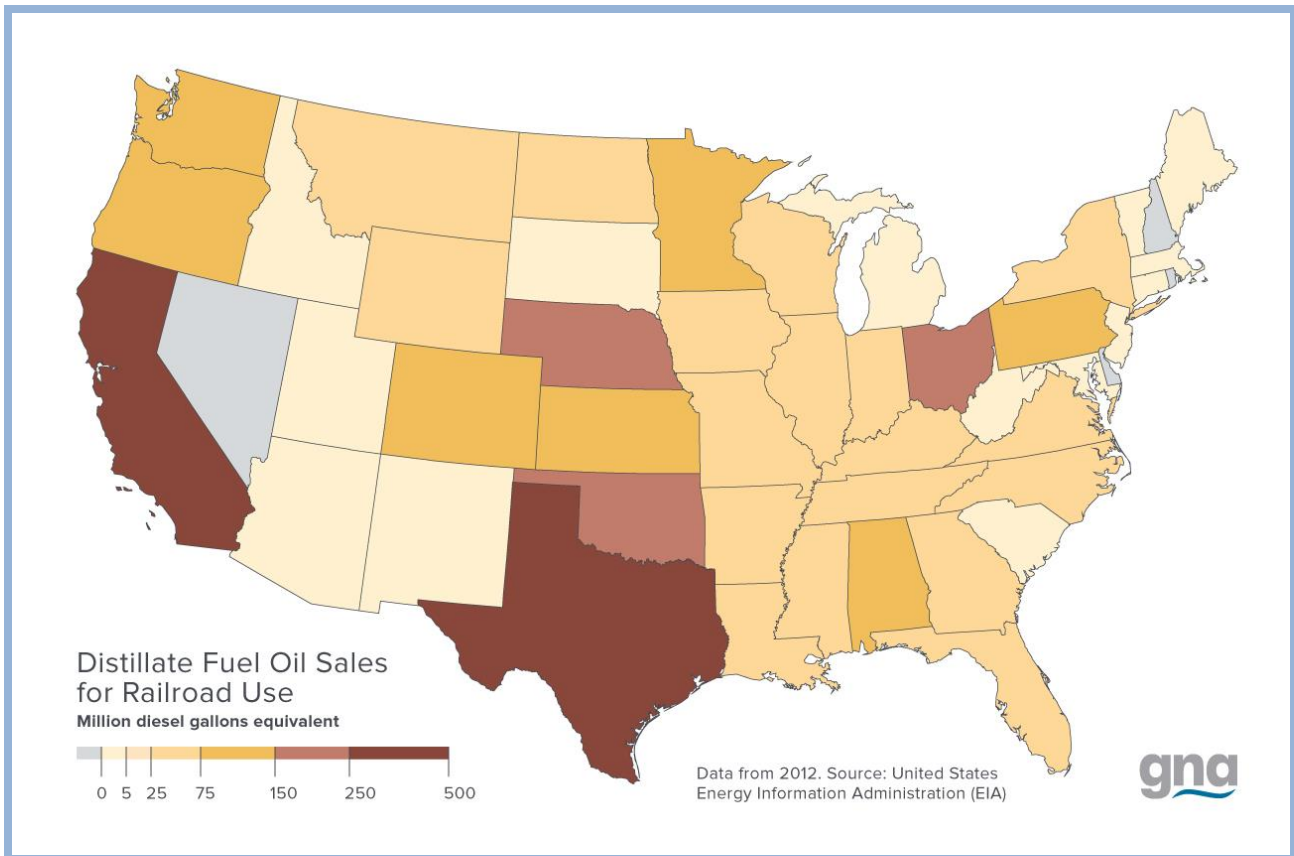 Distillate Fuel Oil Sales
for Railroad Use
Million diesel gallons equivalent
0 5 25 75 150 250 500
Data from 2012. Source: United States
Energy Information Administration (EIA)
gna